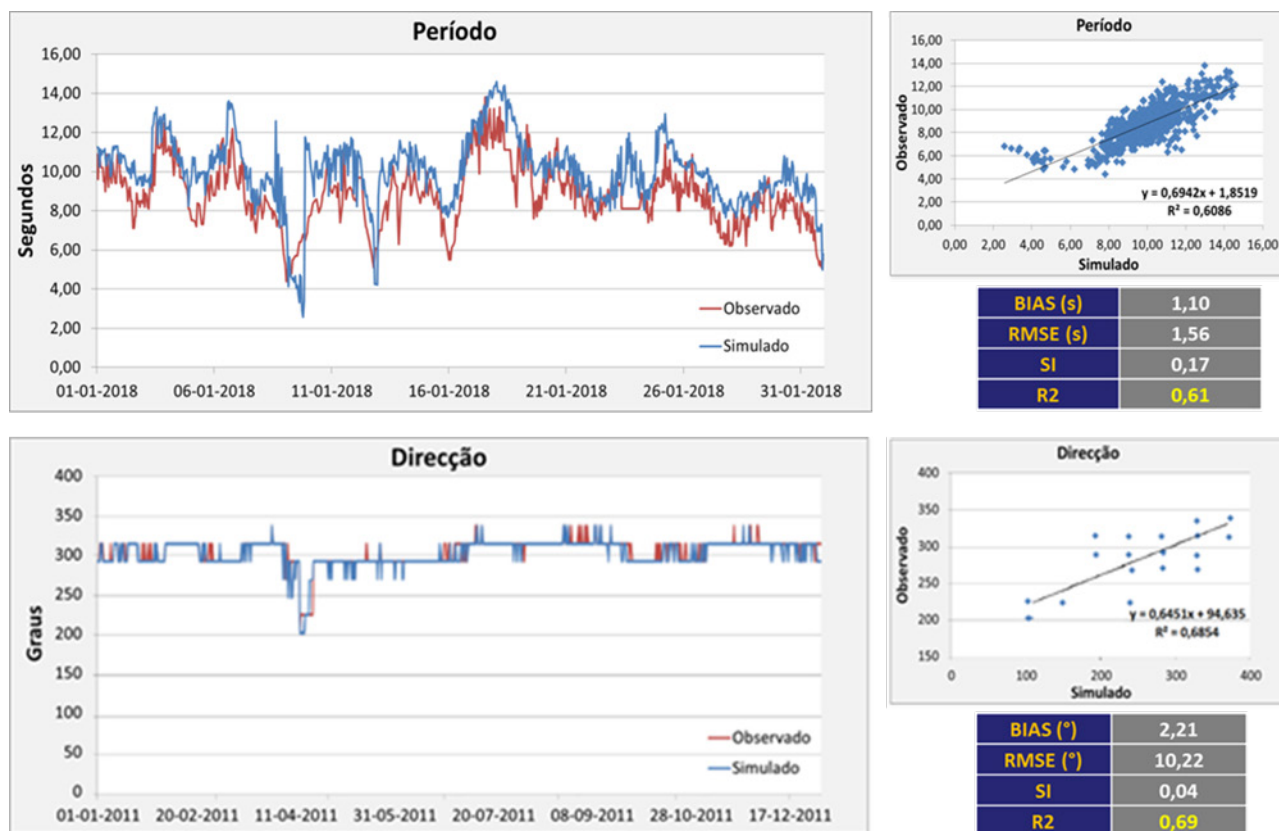 Período
16,00
14,00
12,00
10,00
8,00
6,00
4,00
2,00
0,00
Segundos
Observado
Simulado
01-01-2018 06-01-2018 11-01-2018 16-01-2018 21-01-2018 26-01-2018 31-01-2018
Período
16,00
14,00
12,00
10,00
8,00
6,00
4,00
2,00
0,00
Observado
y = 0,6942x + 1,8519
R² = 0,6086
0,00 2,00 4,00 6,00 8,00 10,00 12,00 14,00 16,00
Simulado
BIAS (s) 1,10
RMSE (s) 1,56
SI 0,17
R2 0,61
Direcção
400
350
300
250
200
150
100
50
0
Graus
Observado
Simulado
01-01-2011 20-02-2011 11-04-2011 31-05-2011 20-07-2011 08-09-2011 28-10-2011 17-12-2011
Direcção
400
350
300
250
200
150
Observado
y = 0,6451x + 94,635
R² = 0,6854
0 100 200 300 400
Simulado
BIAS (°) 2,21
RMSE (°) 10,22
SI 0,04
R2 0,69